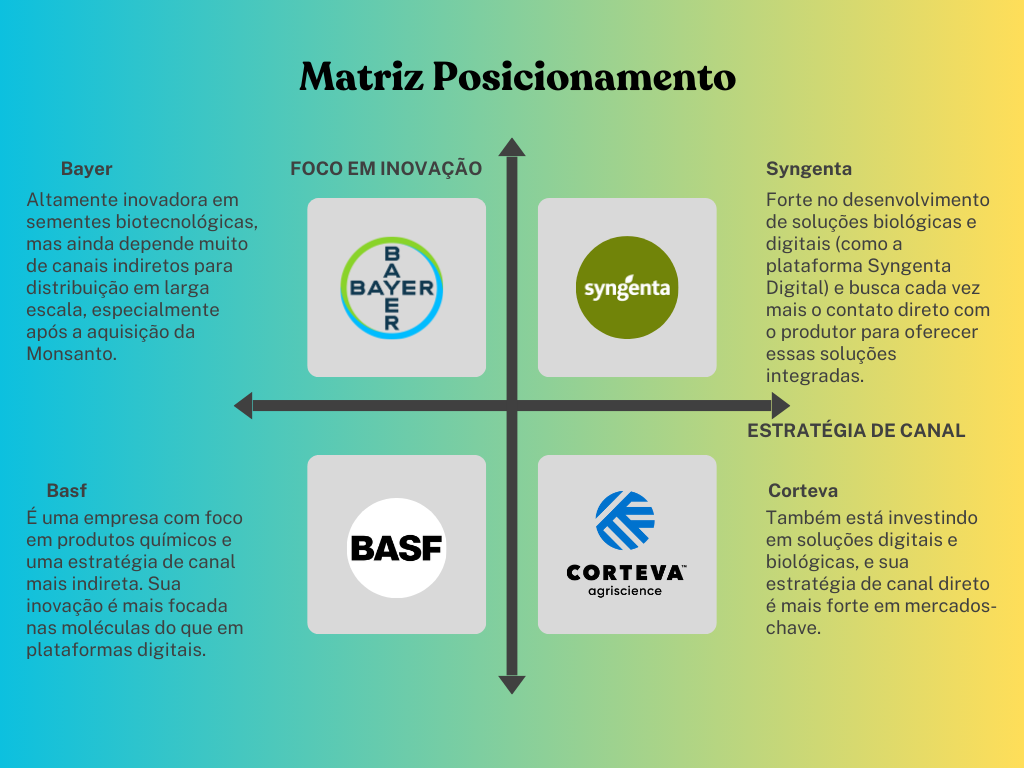 Matriz Posicionamento
Bayer
Altamente inovadora em
sementes biotecnológicas,
mas ainda depende muito
de canais indiretos para
distribuição em larga
escala, especialmente
após a aquisição da
Monsanto.
FOCO EM INOVAÇÃO
BAYER
BAYER
syngenta
Syngenta
Forte no desenvolvimento
de soluções biológicas e
digitais (como a
plataforma Syngenta
Digital) e busca cada vez
mais o contato direto com
o produtor para oferecer
essas soluções
integradas.
ESTRATÉGIA DE CANAL
Basf
É uma empresa com foco
em produtos químicos e
uma estratégia de canal
mais indireta. Sua
inovação é mais focada
nas moléculas do que em
plataformas digitais.
BASF
CORTEVA™
agriscience
Corteva
Também está investindo
em soluções digitais e
biológicas, e sua
estratégia de canal direto
é mais forte em mercados-
chave.